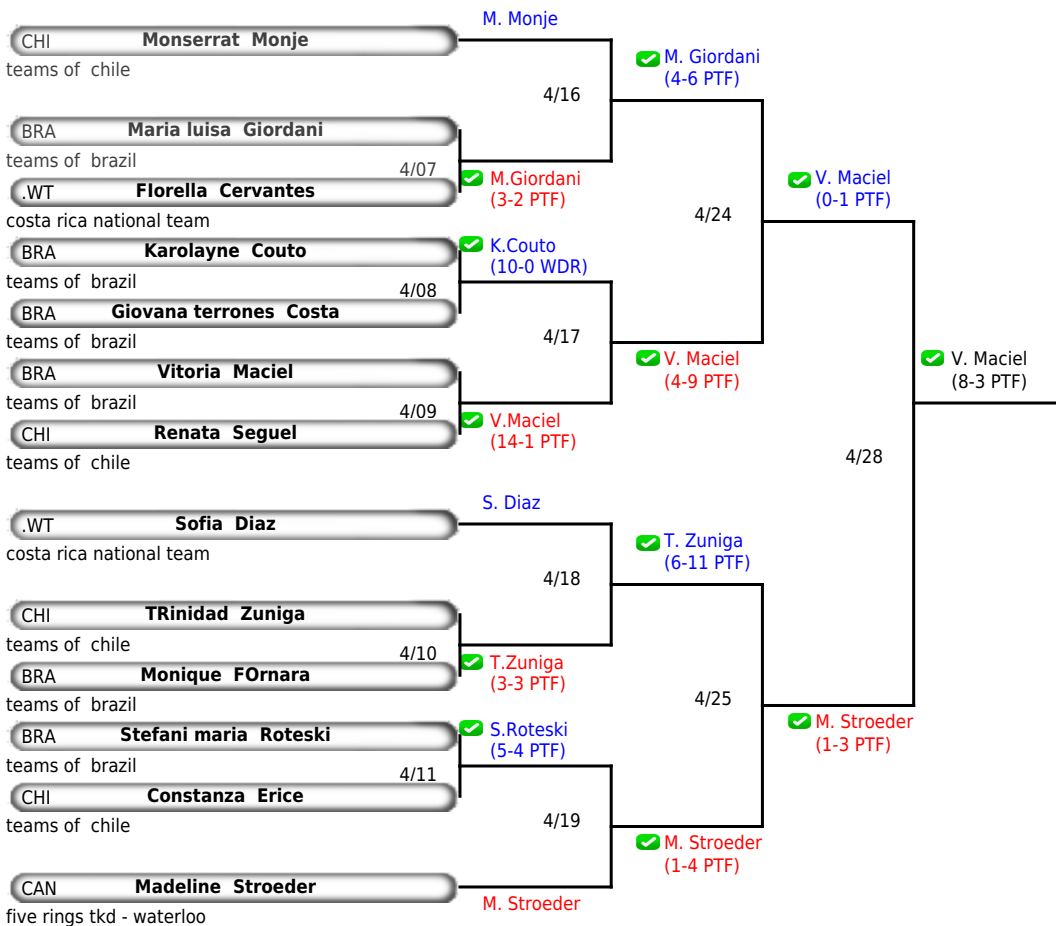 M. Monje
CHI Monserrat Monje
teams of chile
M. Giordani
(4-6 PTF)
4/16
BRA Maria luisa Giordani
teams of brazil
4/07
M.Giordani
(3-2 PTF)
.WT Florella Cervantes
costa rica national team
V. Maciel
(0-1 PTF)
4/24
BRA Karolayne Couto
teams of brazil
K.Couto
(10-0 WDR)
4/08
BRA Giovana terrones Costa
teams of brazil
4/17
V. Maciel
(4-9 PTF)
BRA Vitoria Maciel
teams of brazil
4/09
V.Maciel
(14-1 PTF)
CHI Renata Seguel
teams of chile
V. Maciel
(8-3 PTF)
4/28
S. Diaz
.WT Sofia Diaz
costa rica national team
T. Zuniga
(6-11 PTF)
4/18
CHI TRinidad Zuniga
teams of chile
4/10
T.Zuniga
(3-3 PTF)
BRA Monique FOrnara
teams of brazil
4/25
M. Stroeder
(1-3 PTF)
BRA Stefani maria Roteski
teams of brazil
S.Roteski
(5-4 PTF)
4/11
CHI Constanza Erice
teams of chile
4/19
M. Stroeder
(1-4 PTF)
CAN Madeline Stroeder
five rings tkd - waterloo
M. Stroeder